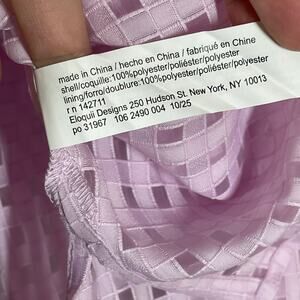 made in China / hecho en China / fabriqué en Chine
shell/coquille:100%polyester/poliéster/polyester
lining/forro/doublure:100%polyester/poliéster/polyester
r n 142711
Eloquii Designs 250 Hudson St. New York, NY 10013
po 31967 106 2490 004 10/25